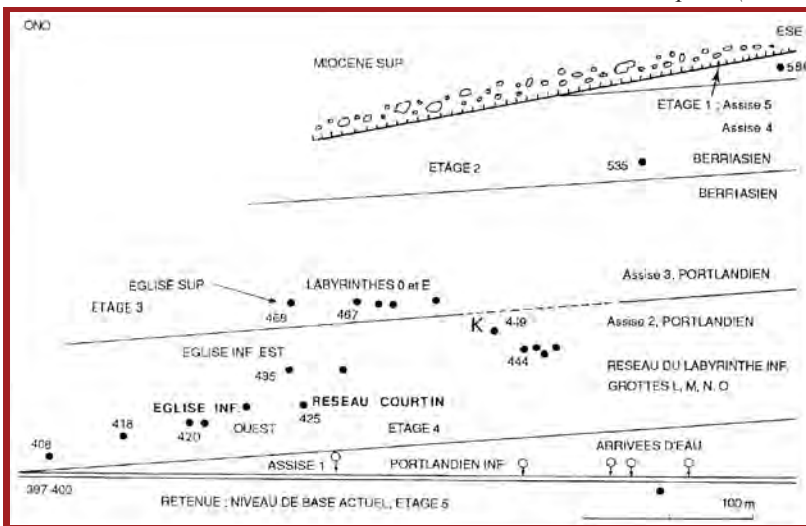 ONO
ESE
MIOCENE SUP
580
ETAGE 1 ; Assise 5
Assise 4
ETAGE 2
535
BERRIASIEN
BERRIASIEN
EGLISE SUP
LABYRINTHES 0 et E
Assise 3, PORTLANDIEN
ETAGE 3
468
467
K
449
Assise 2, PORTLANDIEN
444
EGLISE INF. EST
435
RESEAU DU LABYRINTHE INF.
GROTTES L, M, N, O
EGLISE INF.
RESEAU COURTIN
425
418
420
OUEST
ETAGE 4
408
ARRIVEES D'EAU
ASSISE 1
PORTLANDIEN INF
397-400
RETENUE ; NIVEAU DE BASE ACTUEL, ETAGE 5
100 m